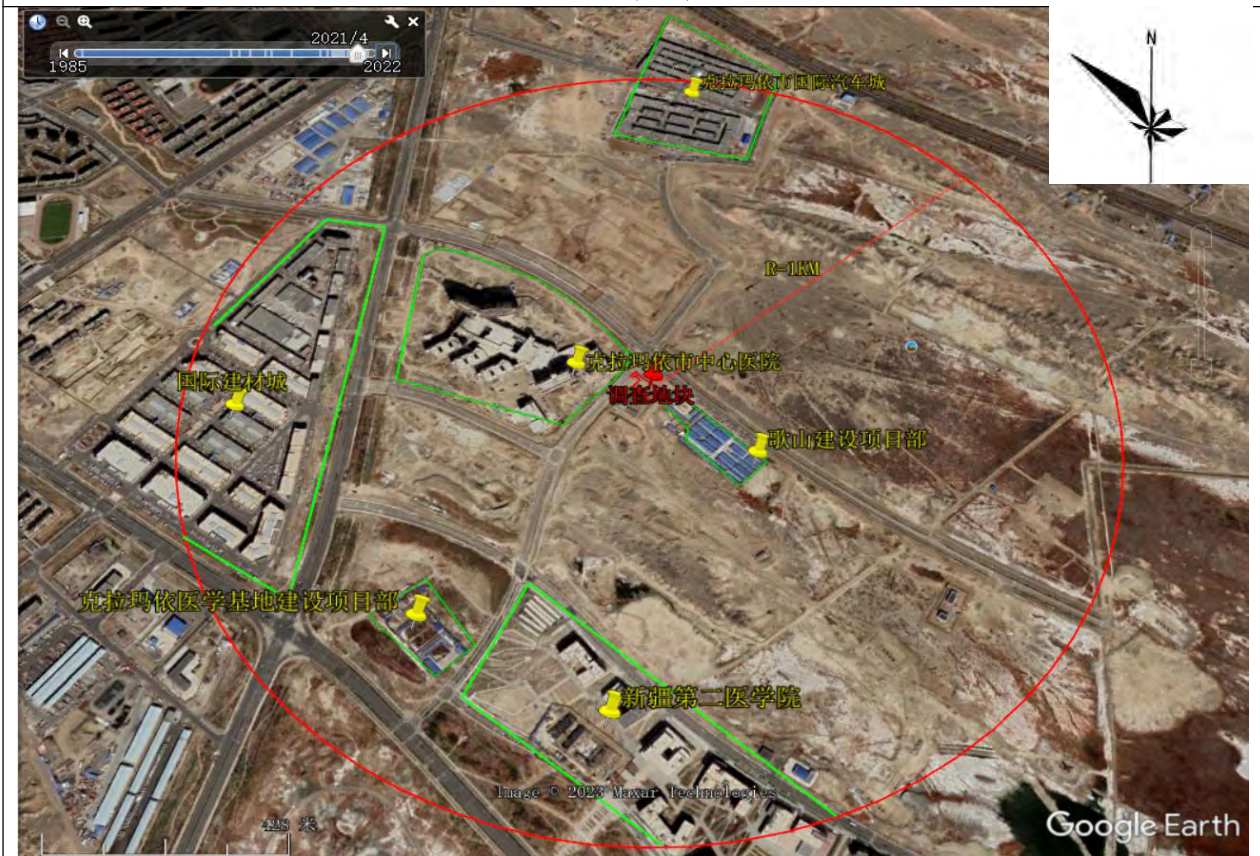 2021/4
1985
2022
N
克拉玛依市国际汽车城
R=1KM
克拉玛依市中心医院
国际建材城
调查地块
歌山建设项目部
克拉玛依医学基地建设项目部
新疆第二医学院
Image © 2023 Maxar Technologies
428 米
Google Earth